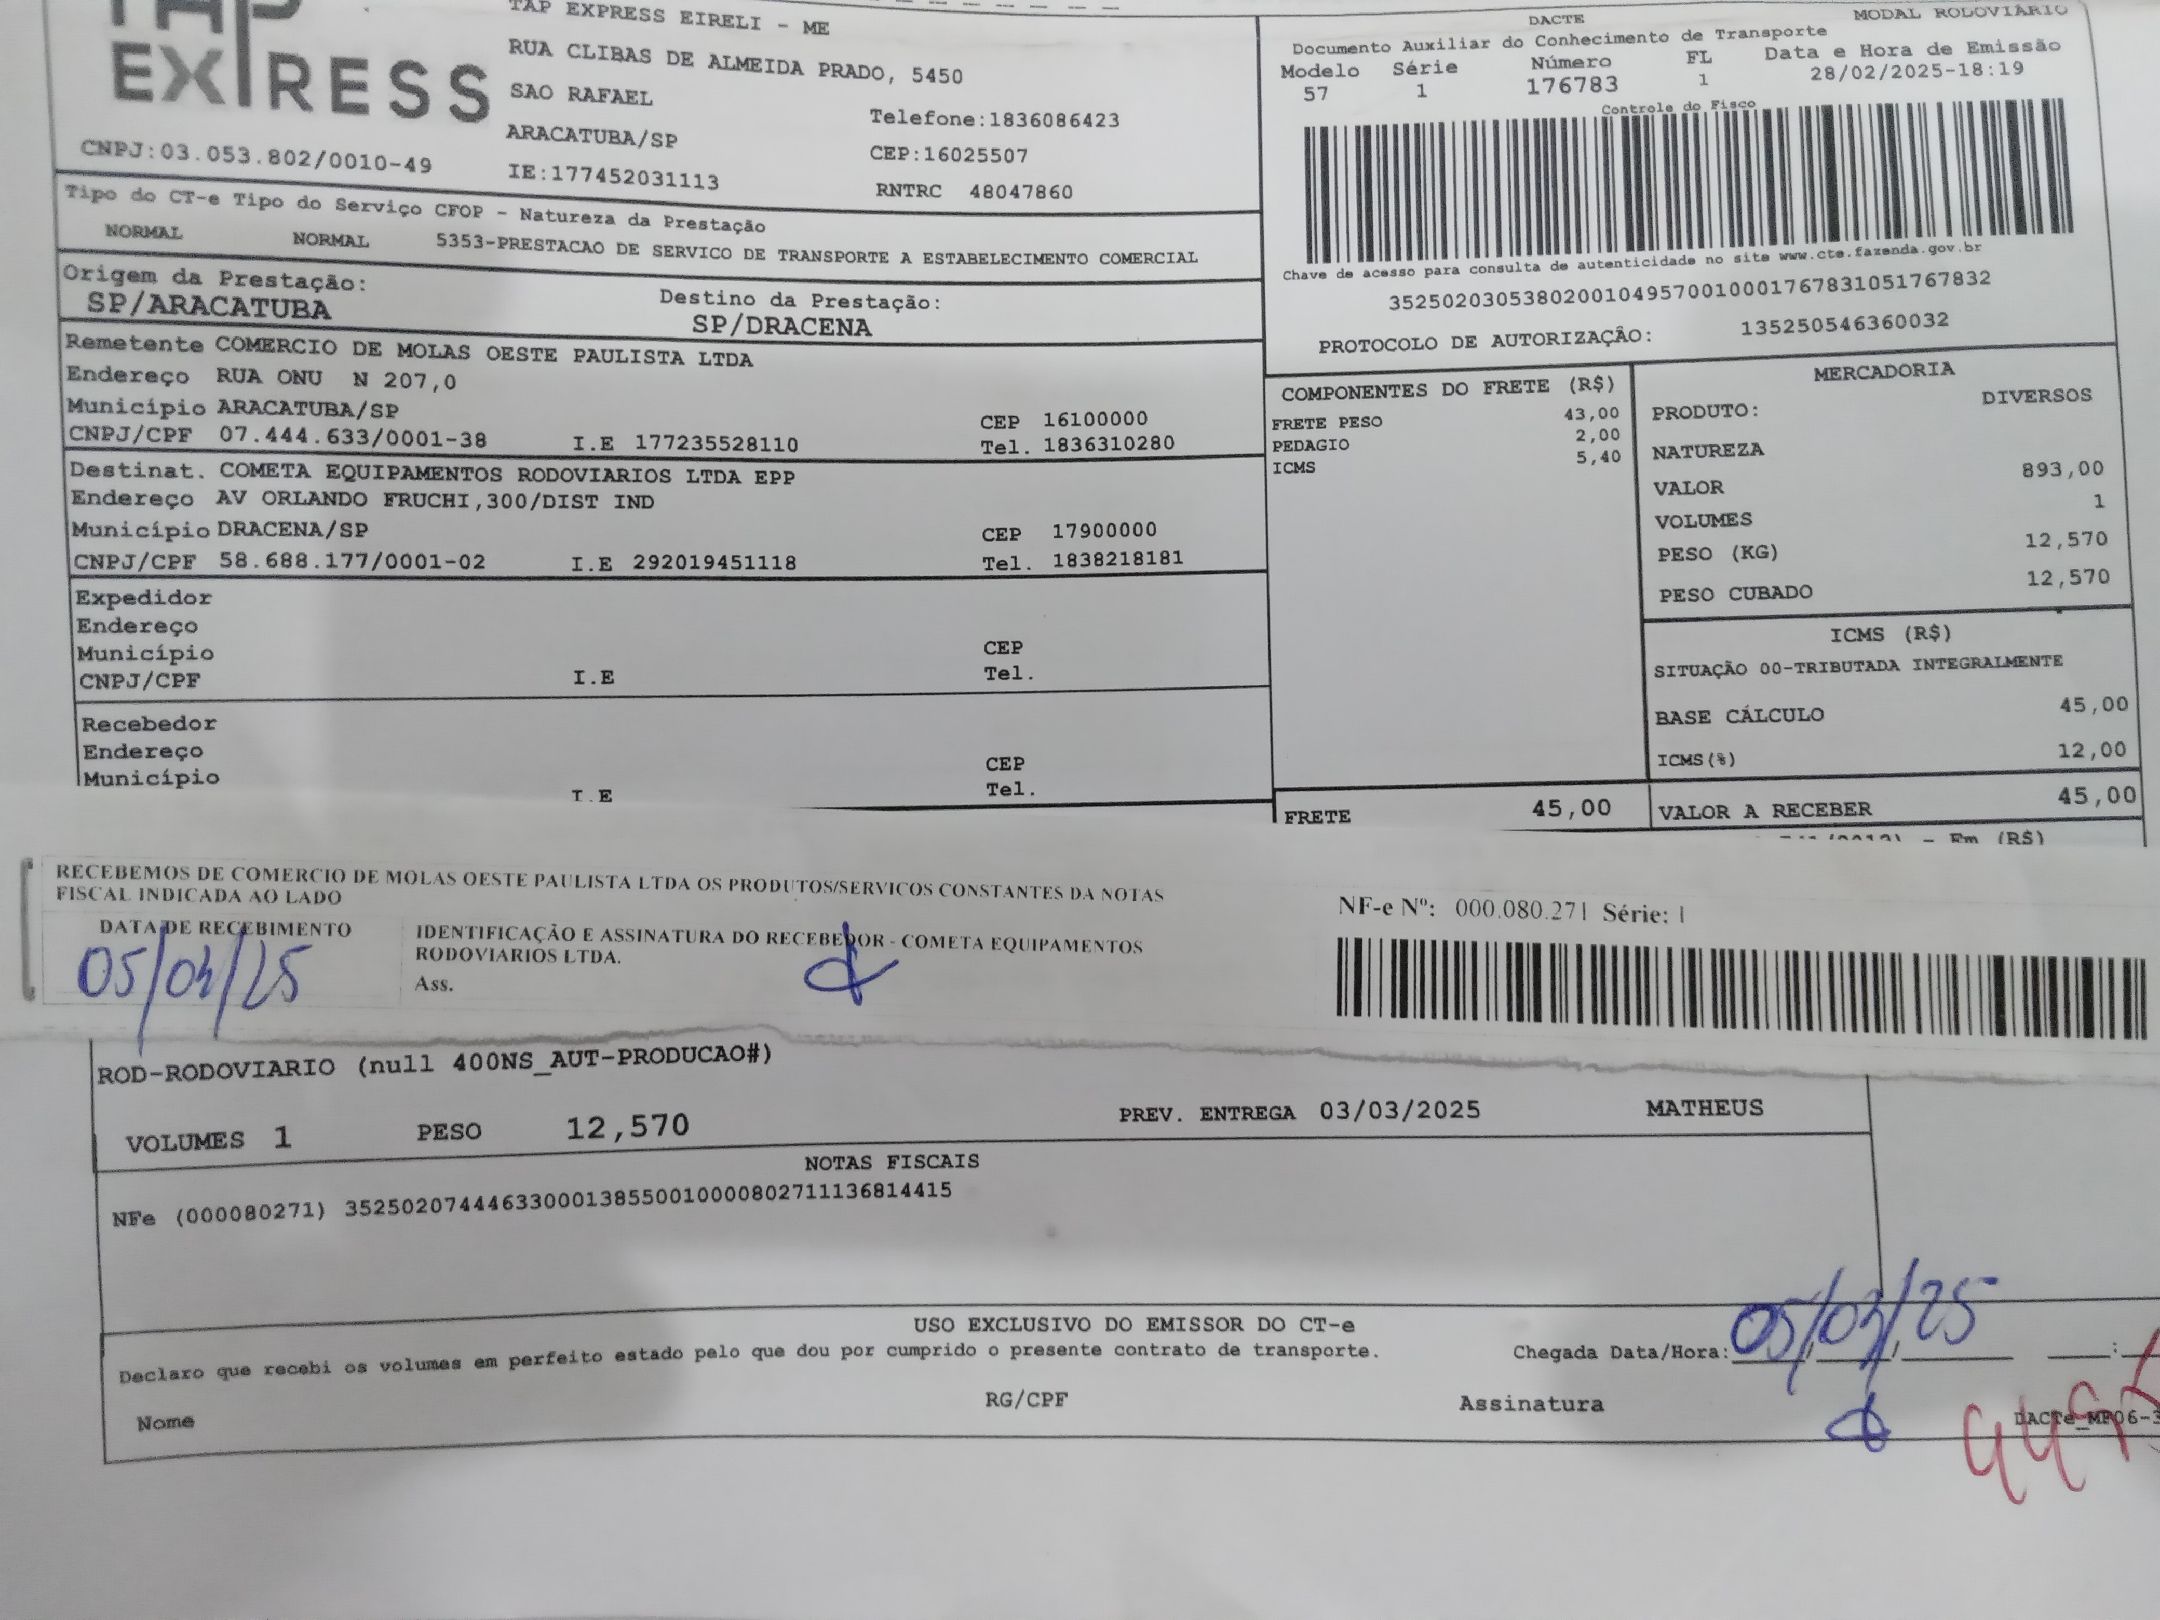 TAP
EXPRESS
CNPJ:03.053.802/0010-49
TAP EXPRESS EIRELI - ME
RUA CLIBAS DE ALMEIDA PRADO, 5450
SAO RAFAEL
ARACATUBA/SP
IE:177452031113
Telefone:1836086423
CEP:16025507
RNTRC 48047860
DACTE
MODAL RODOVIÁRIO
Documento Auxiliar do Conhecimento de Transporte
Modelo Série Número FL Data e Hora de Emissão
57 1 176783 1 28/02/2025-18:19
Controle do Fisco
Chave de acesso para consulta de autenticidade no site www.cte.fazenda.gov.br
35250203053802001049570010001767831051767832
PROTOCOLO DE AUTORIZAÇÃO: 135250546360032
Tipo do CT-e Tipo do Serviço CFOP - Natureza da Prestação
NORMAL NORMAL 5353-PRESTACAO DE SERVICO DE TRANSPORTE A ESTABELECIMENTO COMERCIAL
Origem da Prestação: Destino da Prestação:
SP/ARACATUBA SP/DRACENA
Remetente COMERCIO DE MOLAS OESTE PAULISTA LTDA
Endereço RUA ONU N 207,0
Município ARACATUBA/SP CEP 16100000
CNPJ/CPF 07.444.633/0001-38 I.E 177235528110 Tel. 1836310280
Destinat. COMETA EQUIPAMENTOS RODOVIARIOS LTDA EPP
Endereço AV ORLANDO FRUCHI,300/DIST IND
Município DRACENA/SP CEP 17900000
CNPJ/CPF 58.688.177/0001-02 I.E 292019451118 Tel. 1838218181
Expedidor
Endereço
Município CEP
CNPJ/CPF I.E Tel.
Recebedor
Endereço
Município CEP
I.E Tel.
COMPONENTES DO FRETE (R$)
FRETE PESO 43,00
PEDAGIO 2,00
ICMS 5,40
FRETE 45,00
MERCADORIA
PRODUTO: DIVERSOS
NATUREZA
VALOR 893,00
VOLUMES 1
PESO (KG) 12,570
PESO CUBADO 12,570
ICMS (R$)
SITUAÇÃO 00-TRIBUTADA INTEGRALMENTE
BASE CÁLCULO 45,00
ICMS(%) 12,00
VALOR A RECEBER 45,00
- Em (R$)
RECEBEMOS DE COMERCIO DE MOLAS OESTE PAULISTA LTDA OS PRODUTOS/SERVICOS CONSTANTES DA NOTAS
FISCAL INDICADA AO LADO
DATA DE RECEBIMENTO
05/03/25
IDENTIFICAÇÃO E ASSINATURA DO RECEBEDOR - COMETA EQUIPAMENTOS
RODOVIARIOS LTDA.
Ass.
NF-e Nº: 000.080.271 Série: 1
ROD-RODOVIARIO (null 400NS_AUT-PRODUCAO#)
VOLUMES 1 PESO 12,570 PREV. ENTREGA 03/03/2025 MATHEUS
NOTAS FISCAIS
NFe (000080271) 35250207444633000138550010000802711136814415
USO EXCLUSIVO DO EMISSOR DO CT-e
Declaro que recebi os volumes em perfeito estado pelo que dou por cumprido o presente contrato de transporte.
Chegada Data/Hora: 05/03/25
Nome RG/CPF Assinatura